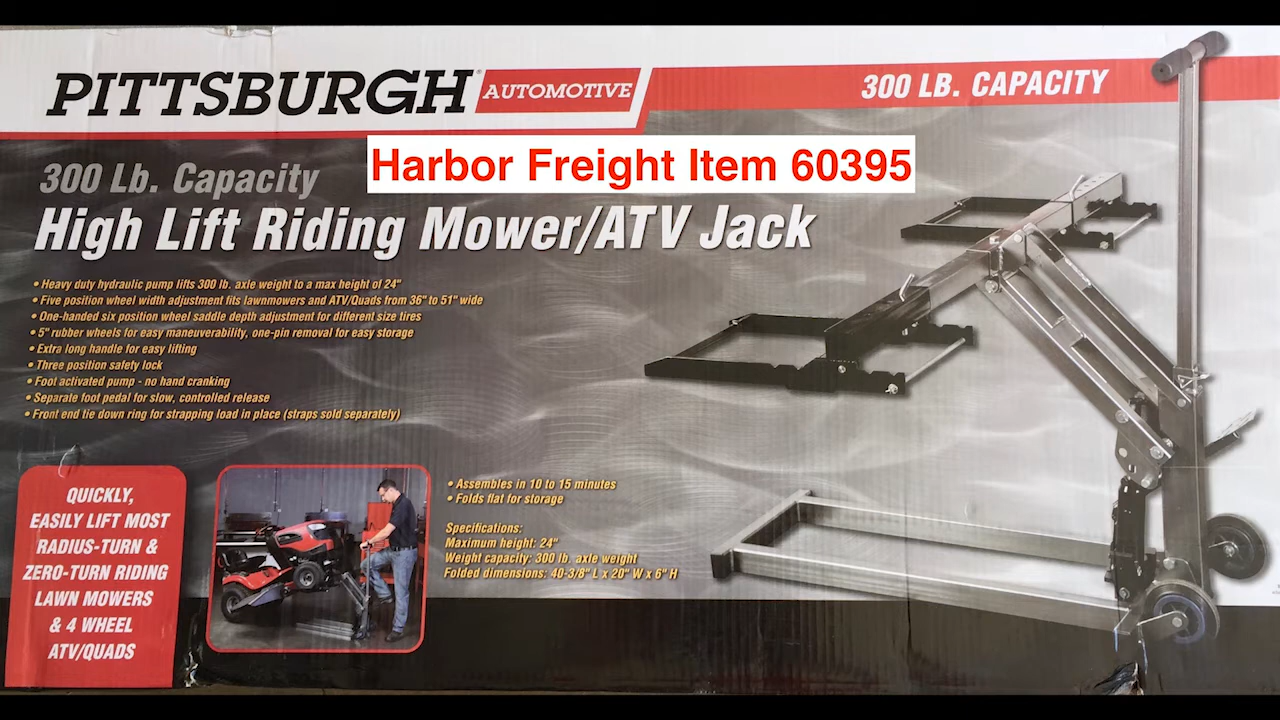 PITTSBURGH AUTOMOTIVE
300 LB. CAPACITY
Harbor Freight Item 60395
300 Lb. Capacity
High Lift Riding Mower/ATV Jack
• Heavy duty hydraulic pump lifts 300 lb. axle weight to a max height of 24"
• Five position wheel width adjustment fits lawnmowers and ATV/Quads from 36" to 51" wide
• One-handed six position wheel saddle depth adjustment for different size tires
• 5" rubber wheels for easy maneuverability, one-pin removal for easy storage
• Extra long handle for easy lifting
• Three position safety lock
• Foot activated pump - no hand cranking
• Separate foot pedal for slow, controlled release
• Front end tie down ring for strapping load in place (straps sold separately)
QUICKLY,
EASILY LIFT MOST
RADIUS-TURN &
ZERO-TURN RIDING
LAWN MOWERS
& 4 WHEEL
ATV/QUADS
• Assembles in 10 to 15 minutes
• Folds flat for storage
Specifications:
Maximum height: 24"
Weight capacity: 300 lb. axle weight
Folded dimensions: 40-3/8" L x 20" W x 6" H